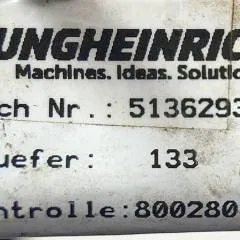 UNGHEINRIC
Machines. Ideas. Solutio
ch Nr.: 5136293
uefer: 133
ntrolle:800280